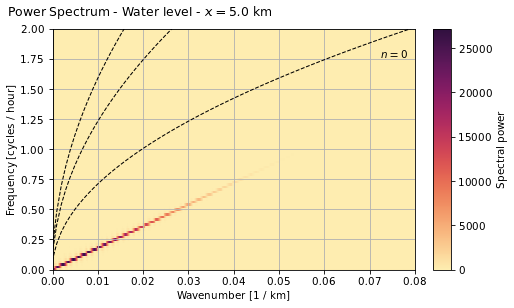 Power Spectrum - Water level - x = 5.0 km
2.00
1.75
1.50
1.25
1.00
0.75
0.50
0.25
0.00
Frequency [cycles / hour]
n = 0
0.00 0.01 0.02 0.03 0.04 0.05 0.06 0.07 0.08
Wavenumber [1 / km]
25000
20000
15000
10000
5000
0
Spectral power